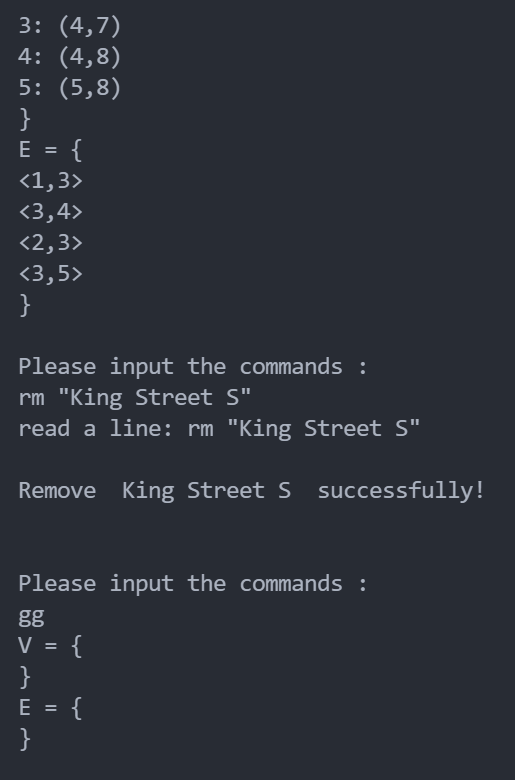 3: (4,7)
4: (4,8)
5: (5,8)
}
E = {
<1,3>
<3,4>
<2,3>
<3,5>
}
Please input the commands :
rm "King Street S"
read a line: rm "King Street S"
Remove  King Street S  successfully!
Please input the commands :
gg
V = {
}
E = {
}